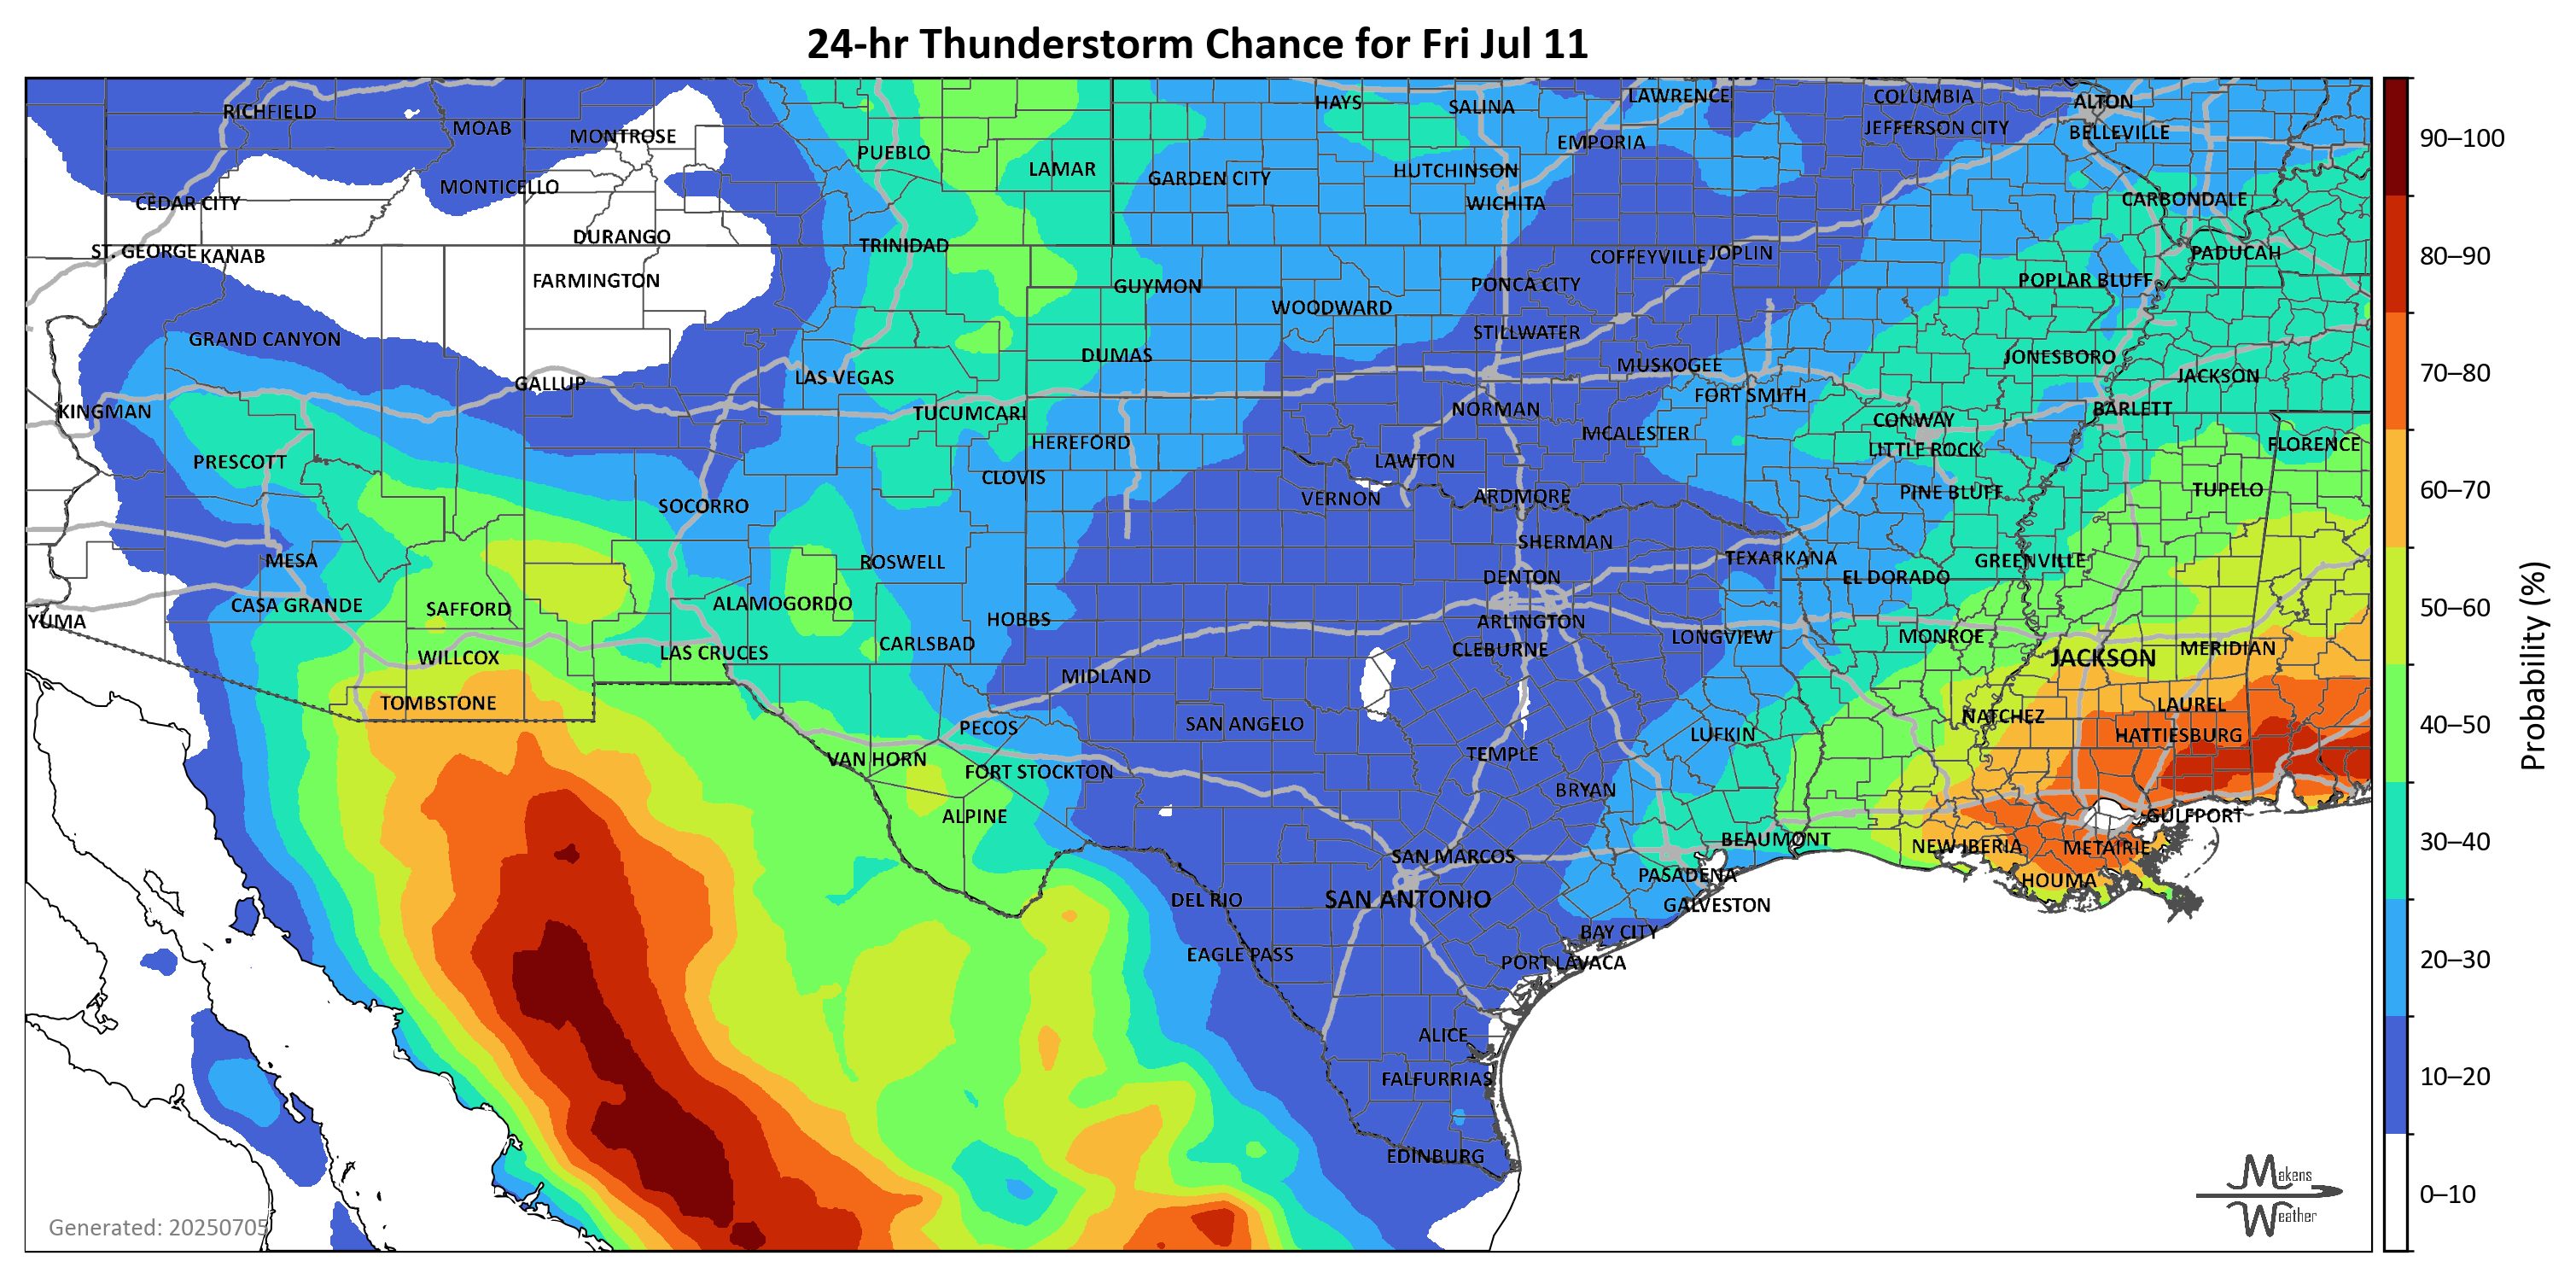 24-hr Thunderstorm Chance for Fri Jul 11
RICHFIELD
MOAB
MONTROSE
PUEBLO
LAMAR
HAYS
SALINA
LAWRENCE
EMPORIA
COLUMBIA
JEFFERSON CITY
ALTON
BELLEVILLE
MONTICELLO
CEDAR CITY
GARDEN CITY
HUTCHINSON
WICHITA
CARBONDALE
DURANGO
ST. GEORGE
KANAB
TRINIDAD
COFFEYVILLE
JOPLIN
PADUCAH
FARMINGTON
GUYMON
WOODWARD
PONCA CITY
POPLAR BLUFF
GRAND CANYON
STILLWATER
DUMAS
MUSKOGEE
JONESBORO
JACKSON
GALLUP
LAS VEGAS
FORT SMITH
KINGMAN
TUCUMCARI
NORMAN
CONWAY
BARLETT
HEREFORD
MCALESTER
LITTLE ROCK
FLORENCE
PRESCOTT
CLOVIS
LAWTON
SOCORRO
VERNON
ARDMORE
PINE BLUFF
TUPELO
MESA
ROSWELL
SHERMAN
TEXARKANA
GREENVILLE
CASA GRANDE
SAFFORD
ALAMOGORDO
DENTON
EL DORADO
YUMA
HOBBS
ARLINGTON
WILLCOX
LAS CRUCES
CARLSBAD
CLEBURNE
LONGVIEW
MONROE
JACKSON
MERIDIAN
TOMBSTONE
MIDLAND
PECOS
SAN ANGELO
NATCHEZ
LAUREL
VAN HORN
FORT STOCKTON
TEMPLE
LUFKIN
HATTIESBURG
ALPINE
BRYAN
GULFPORT
SAN MARCOS
BEAUMONT
NEW IBERIA
METAIRIE
DEL RIO
SAN ANTONIO
PASADENA
GALVESTON
HOUMA
EAGLE PASS
BAY CITY
PORT LAVACA
ALICE
FALFURRIAS
EDINBURG
Generated: 20250705
Makens
Weather
90–100
80–90
70–80
60–70
50–60
40–50
30–40
20–30
10–20
0–10
Probability (%)